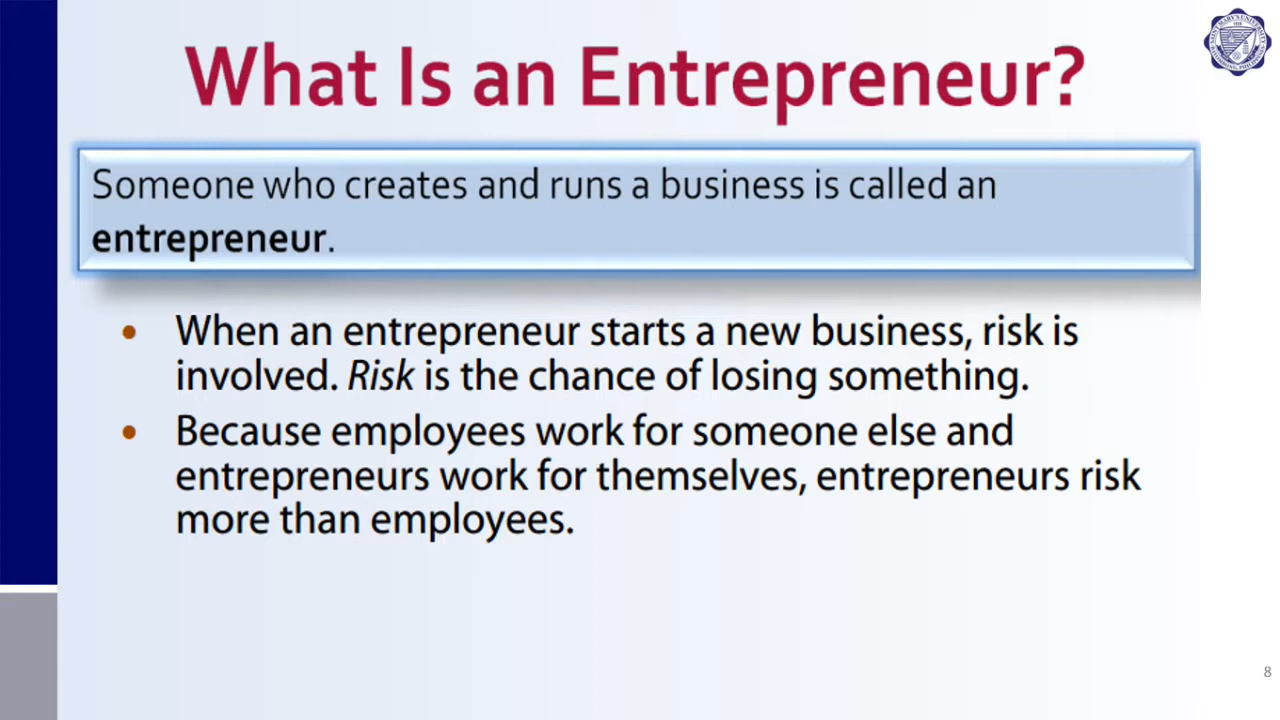 What Is an Entrepreneur?
Someone who creates and runs a business is called an
entrepreneur.
• When an entrepreneur starts a new business, risk is
involved. Risk is the chance of losing something.
• Because employees work for someone else and
entrepreneurs work for themselves, entrepreneurs risk
more than employees.
8